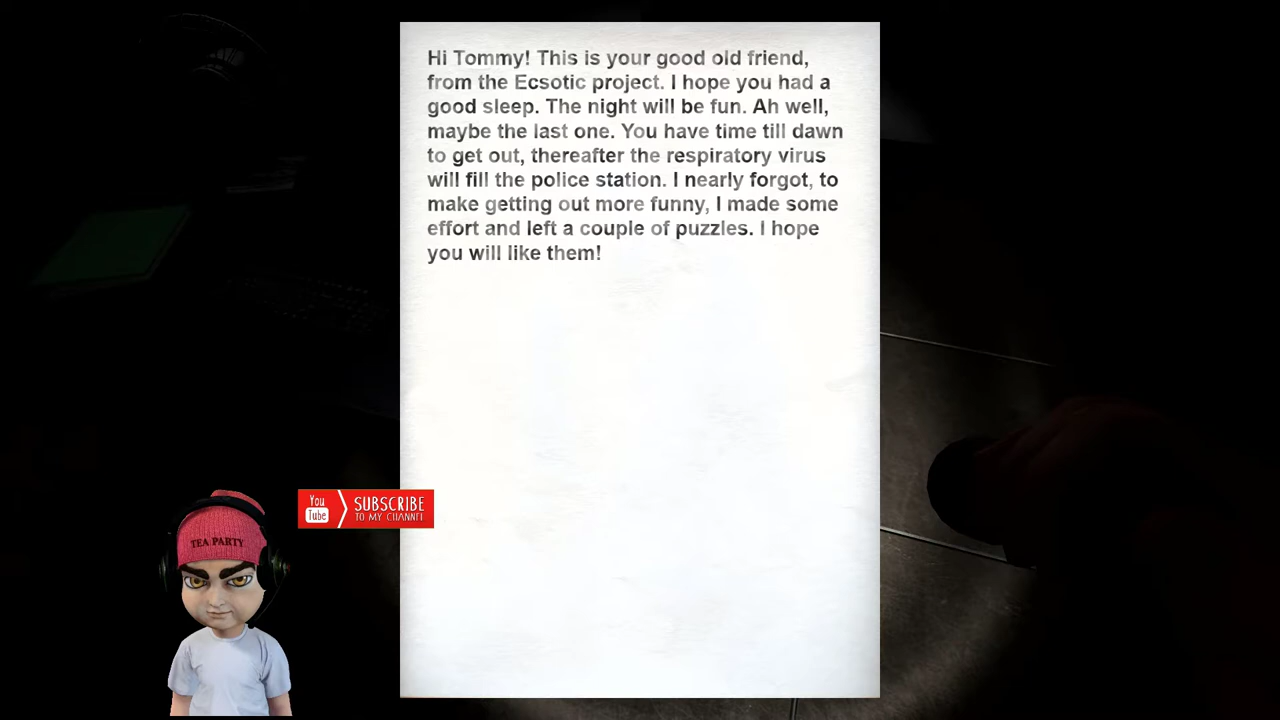 Hi Tommy! This is your good old friend,
from the Ecsotic project. I hope you had a
good sleep. The night will be fun. Ah well,
maybe the last one. You have time till dawn
to get out, thereafter the respiratory virus
will fill the police station. I nearly forgot, to
make getting out more funny, I made some
effort and left a couple of puzzles. I hope
you will like them!
You
Tube
SUBSCRIBE
TO MY CHANNEL
TEA PARTY